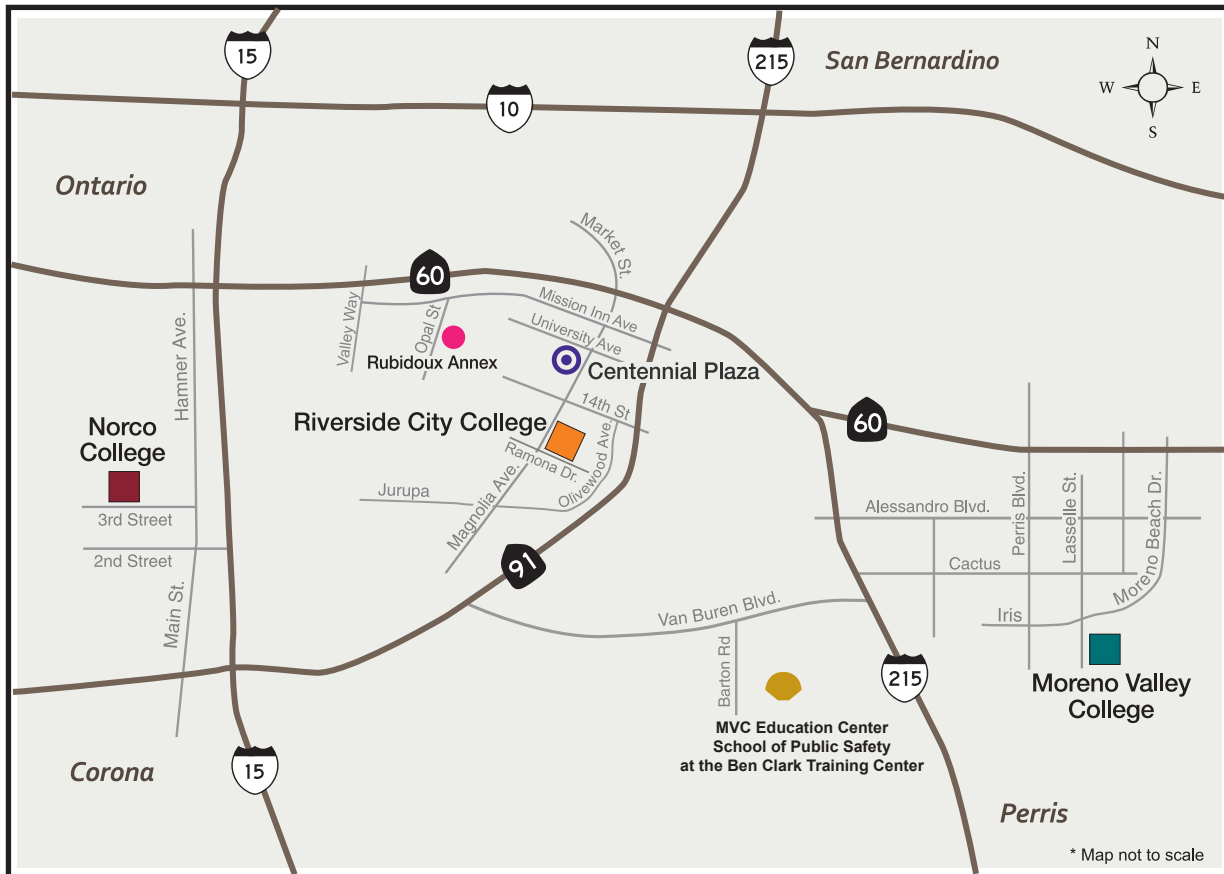 15
215
San Bernardino
N
W
E
S
10
Ontario
Market St.
60
Mission Inn Ave
Hamner Ave.
Valley Way
Opal St
University Ave
Rubidoux Annex
Centennial Plaza
14th St
Riverside City College
60
Norco
College
Ramona Dr.
Olivewood Ave.
Magnolia Ave.
Jurupa
3rd Street
2nd Street
Main St.
91
Alessandro Blvd.
Perris Blvd.
Lasselle St.
Moreno Beach Dr.
Cactus
Iris
Van Buren Blvd.
Barton Rd
215
Moreno Valley
College
MVC Education Center
School of Public Safety
at the Ben Clark Training Center
Corona
15
Perris
* Map not to scale